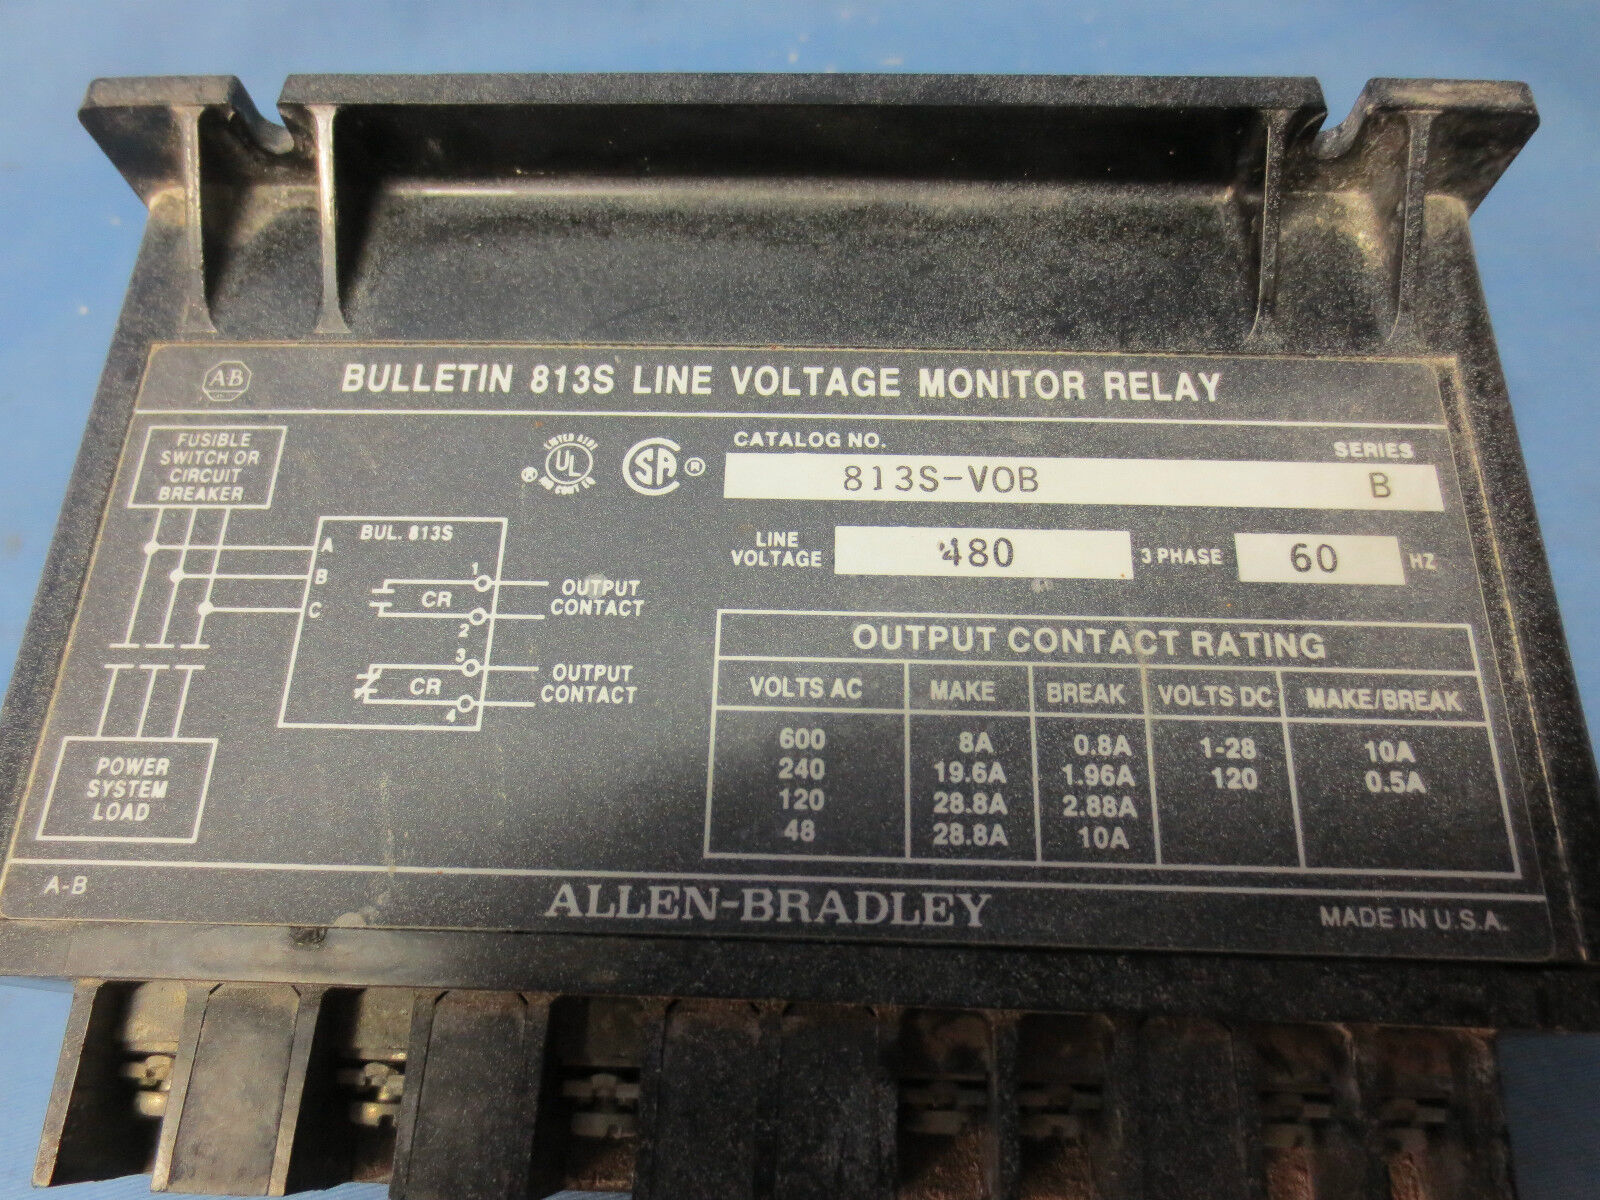 A-B
BULLETIN 813S LINE VOLTAGE MONITOR RELAY
FUSIBLE
SWITCH OR
CIRCUIT
BREAKER
A
B
C
BUL. 813S
1
CR
2
OUTPUT
CONTACT
3
CR
4
OUTPUT
CONTACT
POWER
SYSTEM
LOAD
LISTED
UL
®
SA ®
CATALOG NO.
SERIES
813S-VOB B
LINE
VOLTAGE
480 3 PHASE 60 HZ
OUTPUT CONTACT RATING
VOLTS AC MAKE BREAK VOLTS DC MAKE/BREAK
600 8A 0.8A 1-28 10A
240 19.6A 1.96A 120 0.5A
120 28.8A 2.88A
48 28.8A 10A
A-B
ALLEN-BRADLEY
MADE IN U.S.A.